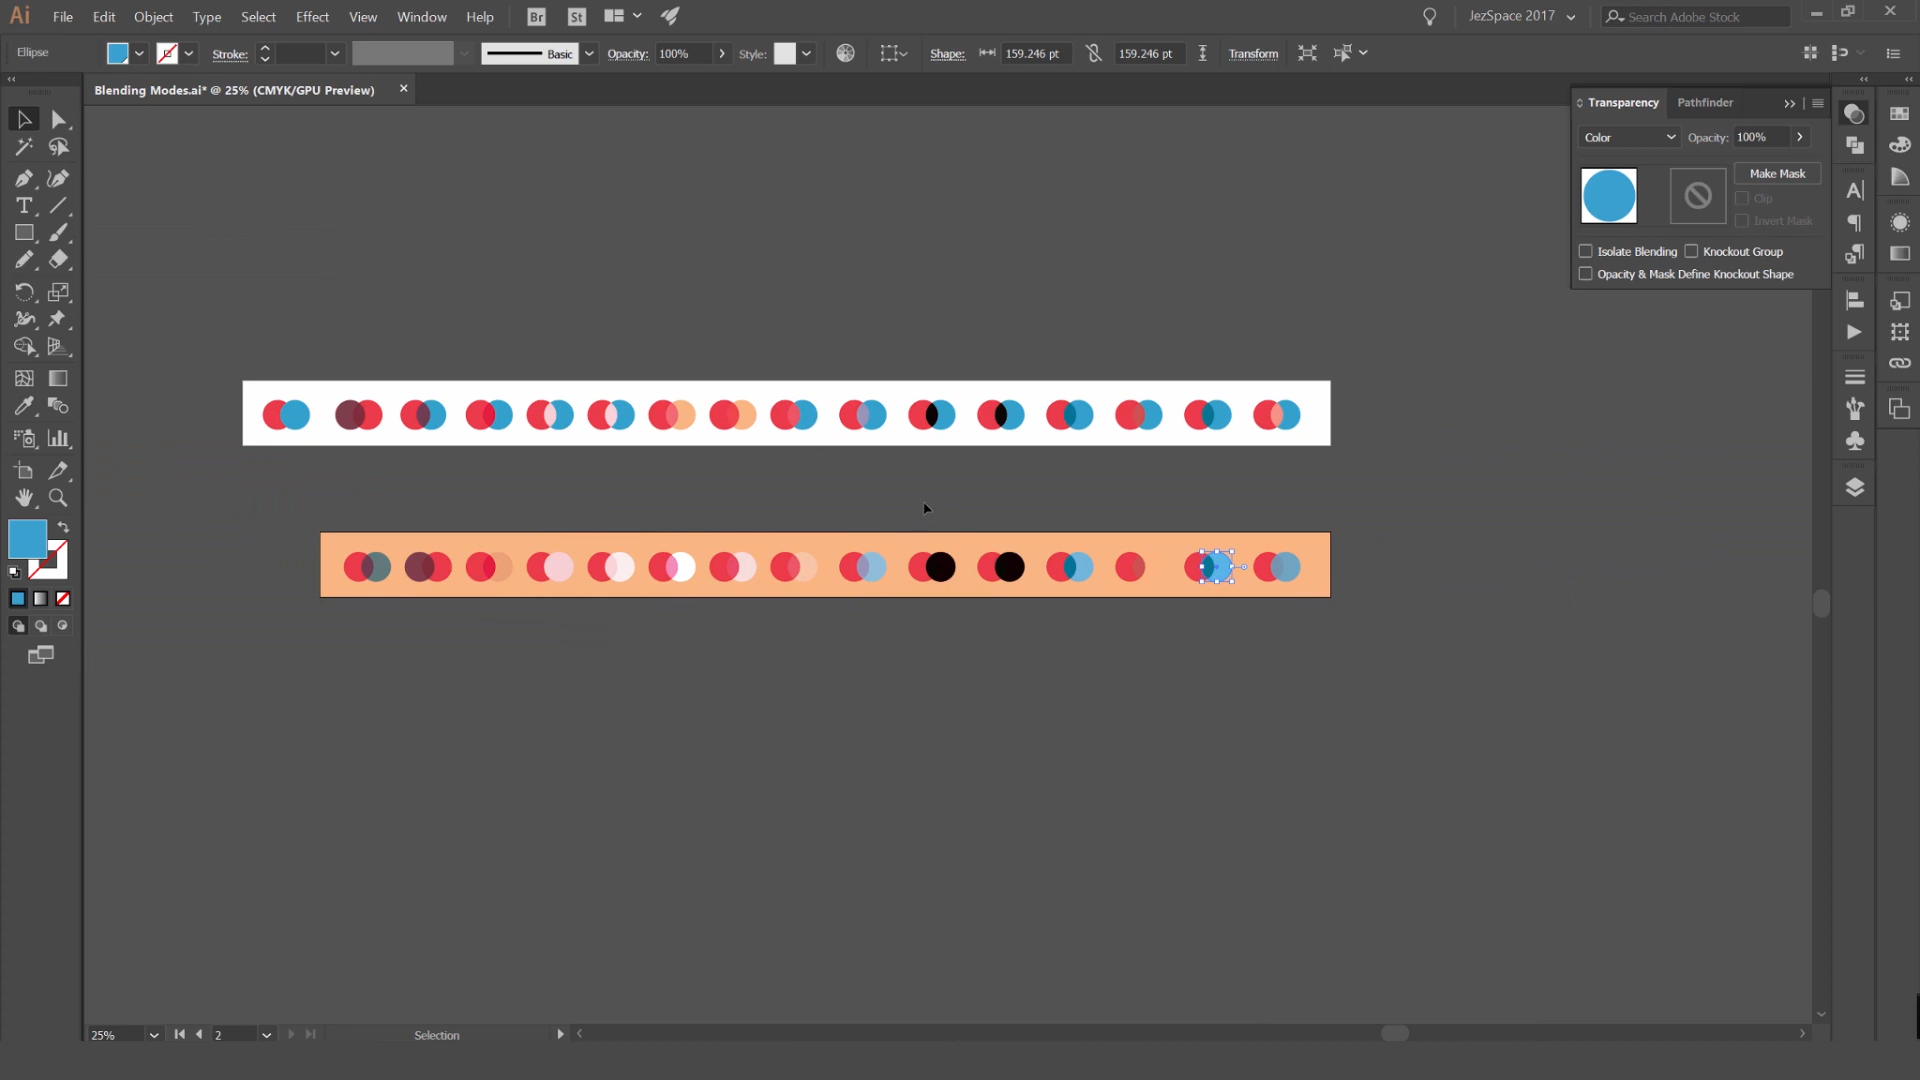 Ai File Edit Object Type Select Effect View Window Help Br St JezSpace 2017 Search Adobe Stock
Ellipse Stroke: Basic Opacity: 100% Style: Shape: 159.246 pt 159.246 pt Transform
Blending Modes.ai* @ 25% (CMYK/GPU Preview)
Transparency Pathfinder
Color Opacity: 100%
Make Mask
Clip
Invert Mask
Isolate Blending Knockout Group
Opacity & Mask Define Knockout Shape
25% 2 Selection